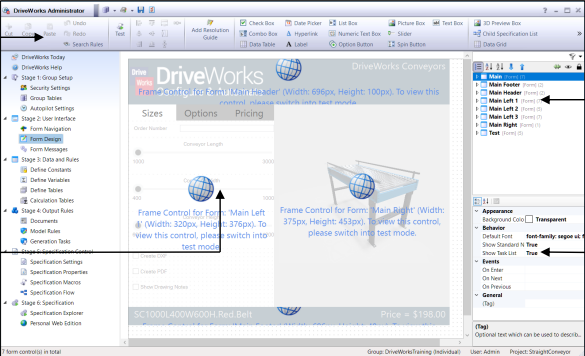 DriveWorks Administrator
Cut Copy Paste Undo Redo Search Rules Test Add Resolution Guide
Check Box Date Picker List Box Picture Box Text Box 3D Preview Box
Combo Box Hyperlink Numeric Text Box Slider Child Specification List
Data Table Label Option Button Spin Button Data Grid
DriveWorks Today
DriveWorks Help
Stage 1: Group Setup
Security Settings
Group Tables
Autopilot Settings
Stage 2: User Interface
Form Navigation
Form Design
Form Messages
Stage 3: Data and Rules
Define Constants
Define Variables
Define Tables
Calculation Tables
Stage 4: Output Rules
Documents
Model Rules
Generation Tasks
Stage 5: Specification Control
Specification Settings
Specification Properties
Specification Macros
Specification Flow
Stage 6: Specification
Specification Explorer
Personal Web Edition
Drive DriveWorks DriveWorks Conveyors
Frame Control for Form: 'Main Header' (Width: 696px, Height: 100px). To view this
control, please switch into test mode.
Sizes Options Pricing
Order Number
Conveyor Length
1000 3000
400
Frame Control for Form: 'Main Left
(Width: 320px, Height: 376px). To
view this control, please switch into
test mode.
Create DXF
Create PDF
Show Drawing Notes
Frame Control for Form: 'Main Right' (Width:
375px, Height: 453px). To view this control,
please switch into test mode.
SC1000L400W600H.Red.Belt Price = $198.00
Main (Form)
Main Footer (Form) (2)
Main Header (Form) (2)
Main Left 1 (Form)
Main Left 2 (Form)
Main Left 3 (Form)
Main Right (Form) (1)
Test (Form) (5)
Appearance
Background Colo Transparent
Behavior
Default Font font-family: segoe ui; f
Show Standard N True
Show Task List True
Events
On Enter
On Next
On Previous
General
(Tag)
(Tag)
Optional text which can be used to describ...
7 form control(s) in total
Group: DriveWorksTraining (Individual) User: Admin Project: StraightConveyor